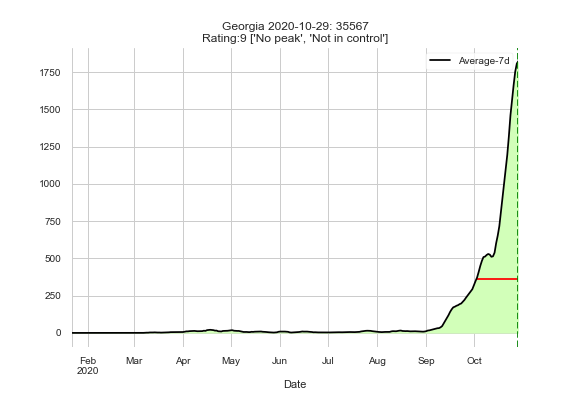 Georgia 2020-10-29: 35567
Rating:9 ['No peak', 'Not in control']
Average-7d
1750
1500
1250
1000
750
500
250
0
Feb Mar Apr May Jun Jul Aug Sep Oct
2020
Date